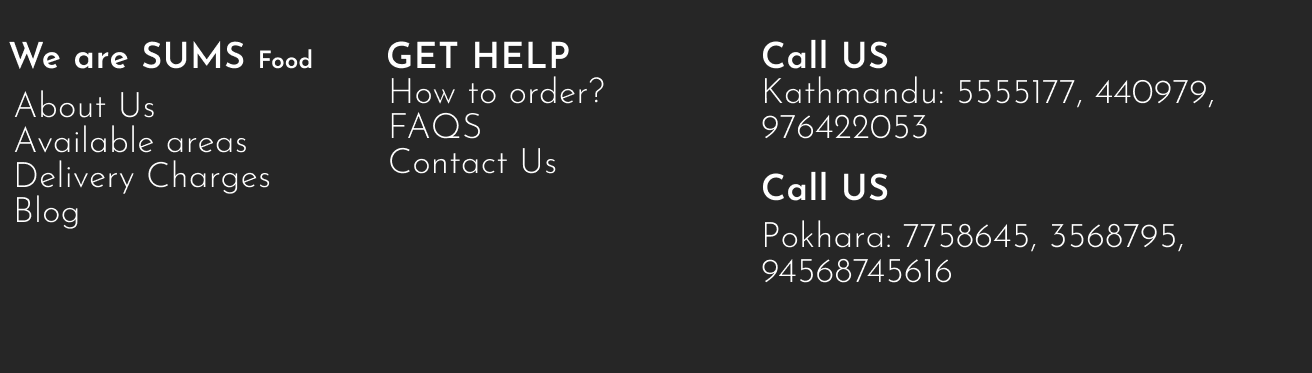 We are SUMS Food
About Us
Available areas
Delivery Charges
Blog
GET HELP
How to order?
FAQS
Contact Us
Call US
Kathmandu: 5555177, 440979,
976422053
Call US
Pokhara: 7758645, 3568795,
94568745616